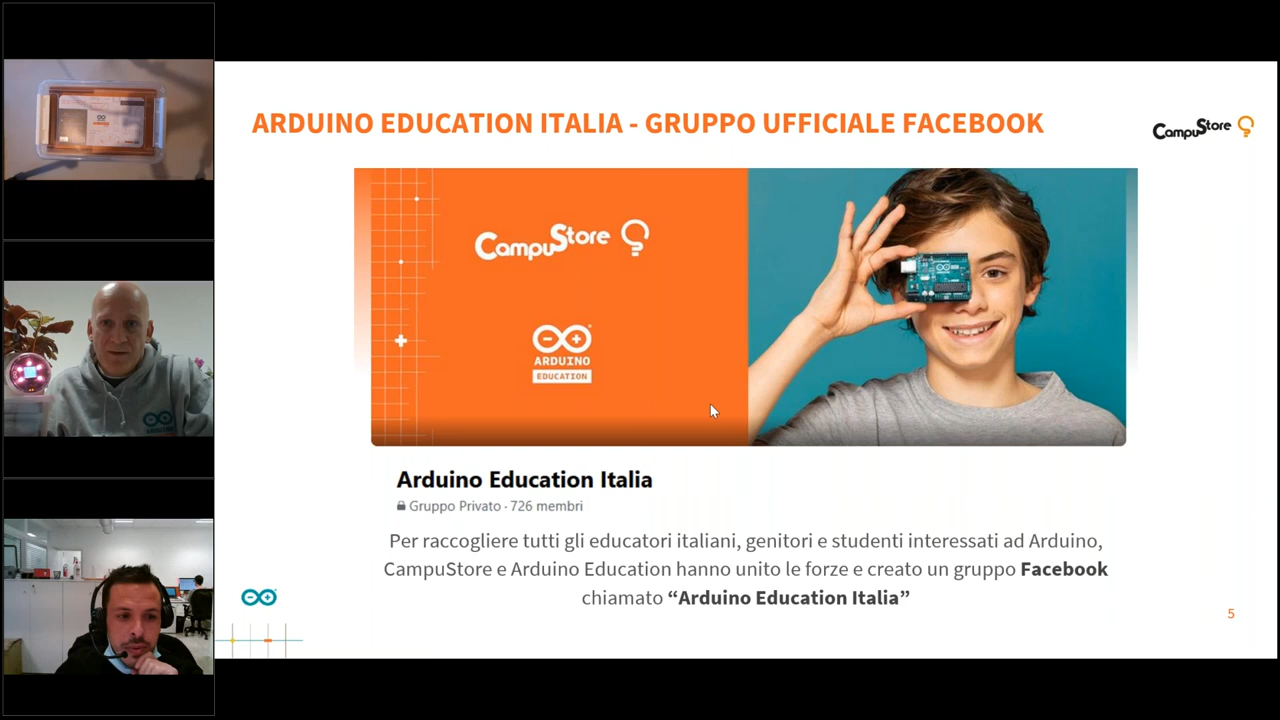 ARDUINO EDUCATION ITALIA - GRUPPO UFFICIALE FACEBOOK
CampuStore
CampuStore
ARDUINO
EDUCATION
Arduino Education Italia
Gruppo Privato · 726 membri
Per raccogliere tutti gli educatori italiani, genitori e studenti interessati ad Arduino,
CampuStore e Arduino Education hanno unito le forze e creato un gruppo Facebook
chiamato “Arduino Education Italia”
5